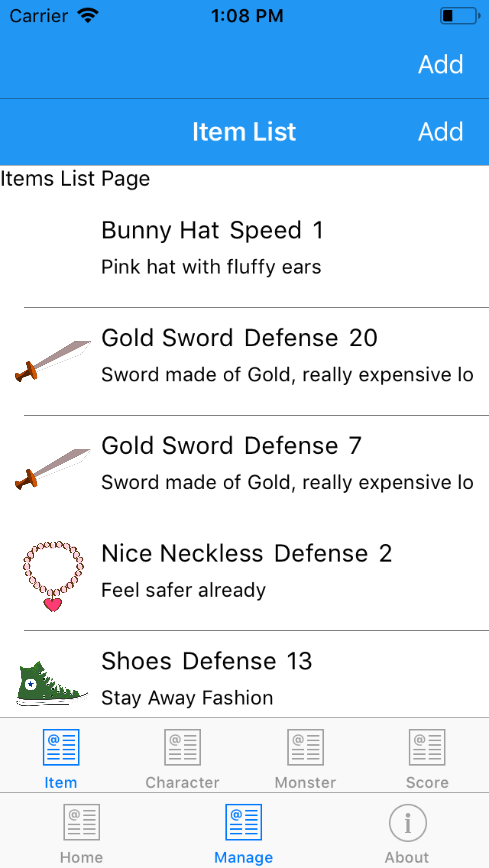 Carrier 1:08 PM
Add
Item List Add
Items List Page
Bunny Hat Speed 1
Pink hat with fluffy ears
Gold Sword Defense 20
Sword made of Gold, really expensive lo
Gold Sword Defense 7
Sword made of Gold, really expensive lo
Nice Neckless Defense 2
Feel safer already
Shoes Defense 13
Stay Away Fashion
Item Character Monster Score
Home Manage About